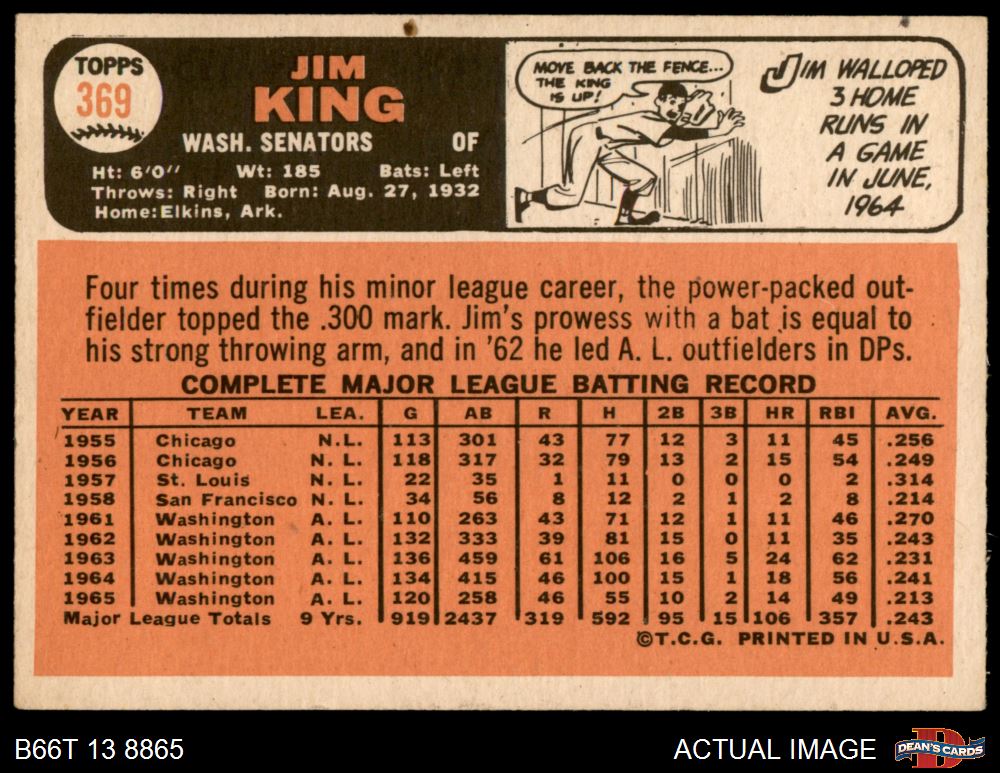 TOPPS
369
JIM
KING
WASH. SENATORS OF
Ht: 6'0" Wt: 185 Bats: Left
Throws: Right Born: Aug. 27, 1932
Home: Elkins, Ark.
MOVE BACK THE FENCE...
THE KING
IS UP!
JIM WALLOPED
3 HOME
RUNS IN
A GAME
IN JUNE,
1964
Four times during his minor league career, the power-packed out-
fielder topped the .300 mark. Jim's prowess with a bat is equal to
his strong throwing arm, and in '62 he led A. L. outfielders in DPs.
COMPLETE MAJOR LEAGUE BATTING RECORD
YEAR TEAM LEA. G AB R H 2B 3B HR RBI AVG.
1955 Chicago N.L. 113 301 43 77 12 3 11 45 .256
1956 Chicago N. L. 118 317 32 79 13 2 15 54 .249
1957 St. Louis N. L. 22 35 1 11 0 0 0 2 .314
1958 San Francisco N. L. 34 56 8 12 2 1 2 8 .214
1961 Washington A. L. 110 263 43 71 12 1 11 46 .270
1962 Washington A. L. 132 333 39 81 15 0 11 35 .243
1963 Washington A. L. 136 459 61 106 16 5 24 62 .231
1964 Washington A. L. 134 415 46 100 15 1 18 56 .241
1965 Washington A. L. 120 258 46 55 10 2 14 49 .213
Major League Totals 9 Yrs. 919 2437 319 592 95 15 106 357 .243
©T.C.G. PRINTED IN U.S.A.
B66T 13 8865
ACTUAL IMAGE
D
DEAN'S CARDS